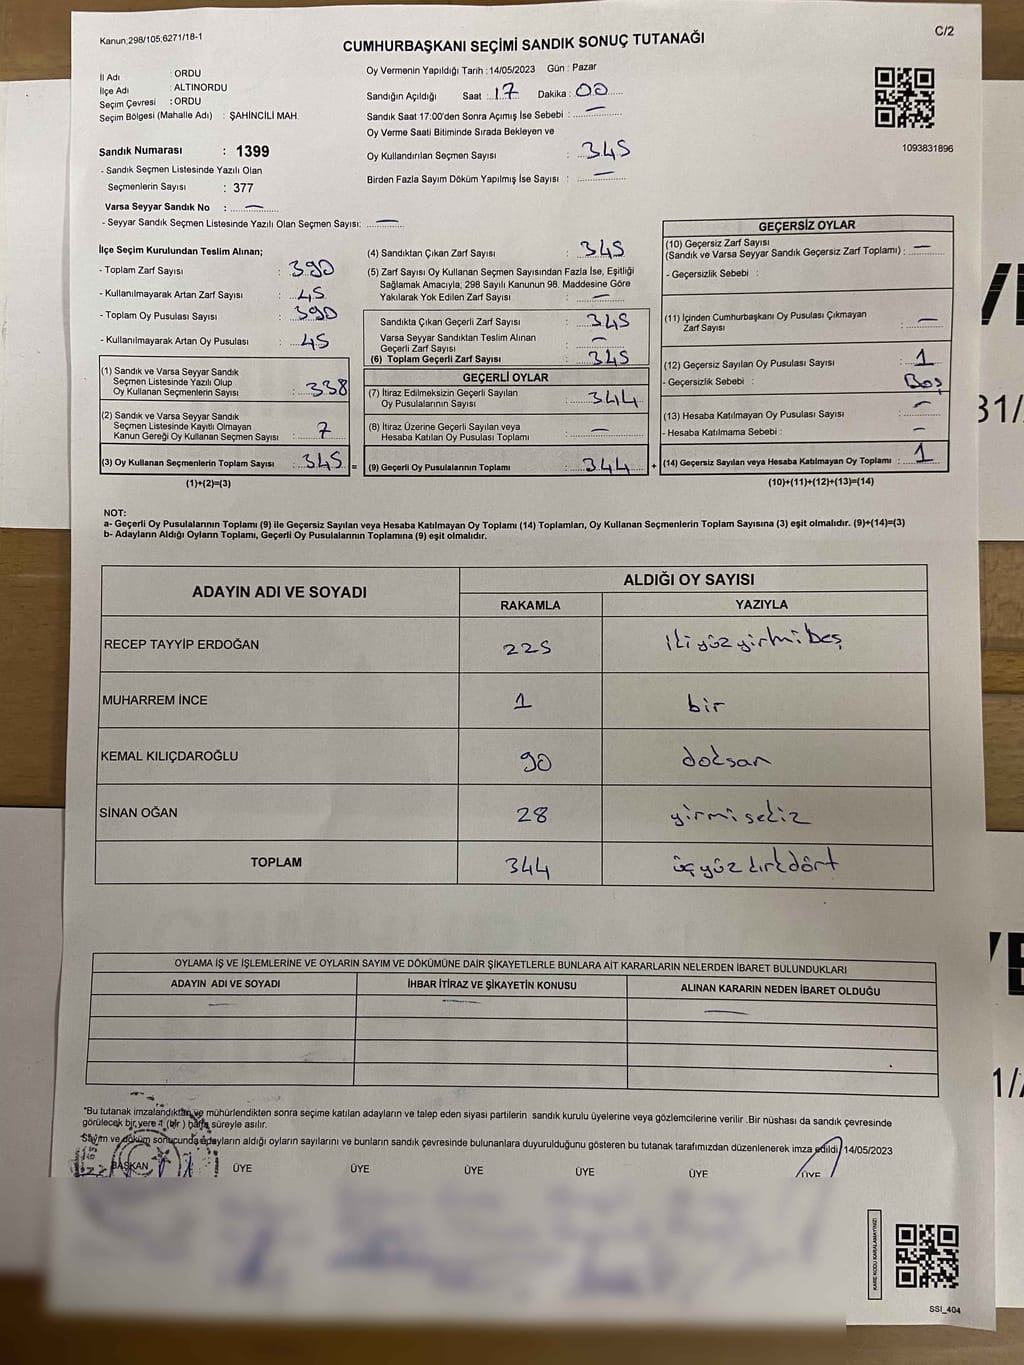 Kanun;298/105,6271/18-1
C/2
CUMHURBAŞKANI SEÇİMİ SANDIK SONUÇ TUTANAĞI
İl Adı : ORDU
İlçe Adı : ALTINORDU
Seçim Çevresi : ORDU
Seçim Bölgesi (Mahalle Adı) : ŞAHİNCİLİ MAH.
Sandık Numarası : 1399
- Sandık Seçmen Listesinde Yazılı Olan
Seçmenlerin Sayısı : 377
Varsa Seyyar Sandık No : —
- Seyyar Sandık Seçmen Listesinde Yazılı Olan Seçmen Sayısı: —
Oy Vermenin Yapıldığı Tarih : 14/05/2023 Gün : Pazar
Sandığın Açıldığı Saat : 17 Dakika : 00
Sandık Saat 17:00'den Sonra Açımış İse Sebebi : —
Oy Verme Saati Bitiminde Sırada Bekleyen ve
Oy Kullandırılan Seçmen Sayısı : 345
Birden Fazla Sayım Döküm Yapılmış İse Sayısı : —
1093831896
İlçe Seçim Kurulundan Teslim Alınan;
- Toplam Zarf Sayısı : 390
- Kullanılmayarak Artan Zarf Sayısı : 45
- Toplam Oy Pusulası Sayısı : 390
- Kullanılmayarak Artan Oy Pusulası : 45
(1) Sandık ve Varsa Seyyar Sandık
Seçmen Listesinde Yazılı Olup
Oy Kullanan Seçmenlerin Sayısı : 338
(2) Sandık ve Varsa Seyyar Sandık
Seçmen Listesinde Kayıtlı Olmayan
Kanun Gereği Oy Kullanan Seçmen Sayısı : 7
(3) Oy Kullanan Seçmenlerin Toplam Sayısı : 345 =
(1)+(2)=(3)
(4) Sandıktan Çıkan Zarf Sayısı : 345
(5) Zarf Sayısı Oy Kullanan Seçmen Sayısından Fazla İse, Eşitliği
Sağlamak Amacıyla, 298 Sayılı Kanunun 98. Maddesine Göre
Yakılarak Yok Edilen Zarf Sayısı : —
Sandıkta Çıkan Geçerli Zarf Sayısı : 345
Varsa Seyyar Sandıktan Teslim Alınan
Geçerli Zarf Sayısı : —
(6) Toplam Geçerli Zarf Sayısı : 345
GEÇERLİ OYLAR
(7) İtiraz Edilmeksizin Geçerli Sayılan
Oy Pusulalarının Sayısı : 344
(8) İtiraz Üzerine Geçerli Sayılan veya
Hesaba Katılan Oy Pusulası Toplamı : —
(9) Geçerli Oy Pusulalarının Toplamı : 344 +
GEÇERSİZ OYLAR
(10) Geçersiz Zarf Sayısı
(Sandık ve Varsa Seyyar Sandık Geçersiz Zarf Toplamı) : —
- Geçersizlik Sebebi :
(11) İçinden Cumhurbaşkanı Oy Pusulası Çıkmayan
Zarf Sayısı : —
(12) Geçersiz Sayılan Oy Pusulası Sayısı : 1
- Geçersizlik Sebebi : Boş
(13) Hesaba Katılmayan Oy Pusulası Sayısı : —
- Hesaba Katılmama Sebebi : —
(14) Geçersiz Sayılan veya Hesaba Katılmayan Oy Toplamı : 1
(10)+(11)+(12)+(13)=(14)
NOT:
a- Geçerli Oy Pusulalarının Toplamı (9) ile Geçersiz Sayılan veya Hesaba Katılmayan Oy Toplamı (14) Toplamları, Oy Kullanan Seçmenlerin Toplam Sayısına (3) eşit olmalıdır. (9)+(14)=(3)
b- Adayların Aldığı Oyların Toplamı, Geçerli Oy Pusulalarının Toplamına (9) eşit olmalıdır.
ADAYIN ADI VE SOYADI ALDIĞI OY SAYISI
RAKAMLA YAZIYLA
RECEP TAYYİP ERDOĞAN 225 ikiyüzyirmibeş
MUHARREM İNCE 1 bir
KEMAL KILIÇDAROĞLU 90 doksan
SİNAN OĞAN 28 yirmisekiz
TOPLAM 344 üçyüzkırkdört
OYLAMA İŞ VE İŞLEMLERİNE VE OYLARIN SAYIM VE DÖKÜMÜNE DAİR ŞİKAYETLERLE BUNLARA AİT KARARLARIN NELERDEN İBARET BULUNDUKLARI
ADAYIN ADI VE SOYADI İHBAR İTİRAZ VE ŞİKAYETİN KONUSU ALINAN KARARIN NEDEN İBARET OLDUĞU
— — —
"Bu tutanak imzalandıktan ve mühürlendikten sonra seçime katılan adayların ve talep eden siyasi partilerin sandık kurulu üyelerine veya gözlemcilerine verilir .Bir nüshası da sandık çevresinde
görülecek bir yere 1 (bir ) hafta süreyle asılır.
Sayım ve döküm sonucunda adayların aldığı oyların sayılarını ve bunların sandık çevresinde bulunanlara duyurulduğunu gösteren bu tutanak tarafımızdan düzenlenerek imza edildi 14/05/2023
BAŞKAN ÜYE ÜYE ÜYE ÜYE ÜYE ÜYE
KARE KODU KARALAMAYINIZ!
SSI_404